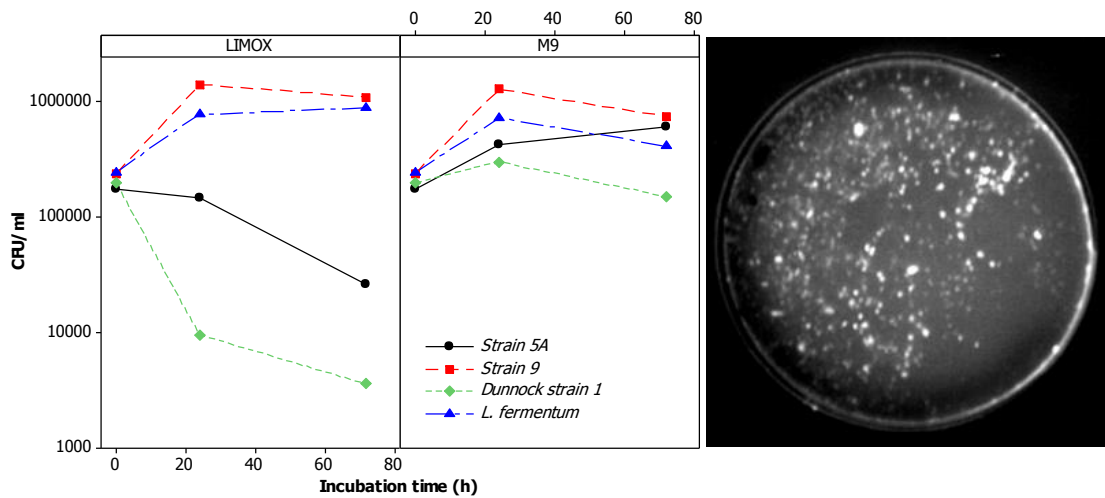 0 20 40 60 80
LIMOX M9
1000000
100000
10000
1000
CFU/ml
Strain 5A
Strain 9
Dunnock strain 1
L. fermentum
0 20 40 60 80
Incubation time (h)